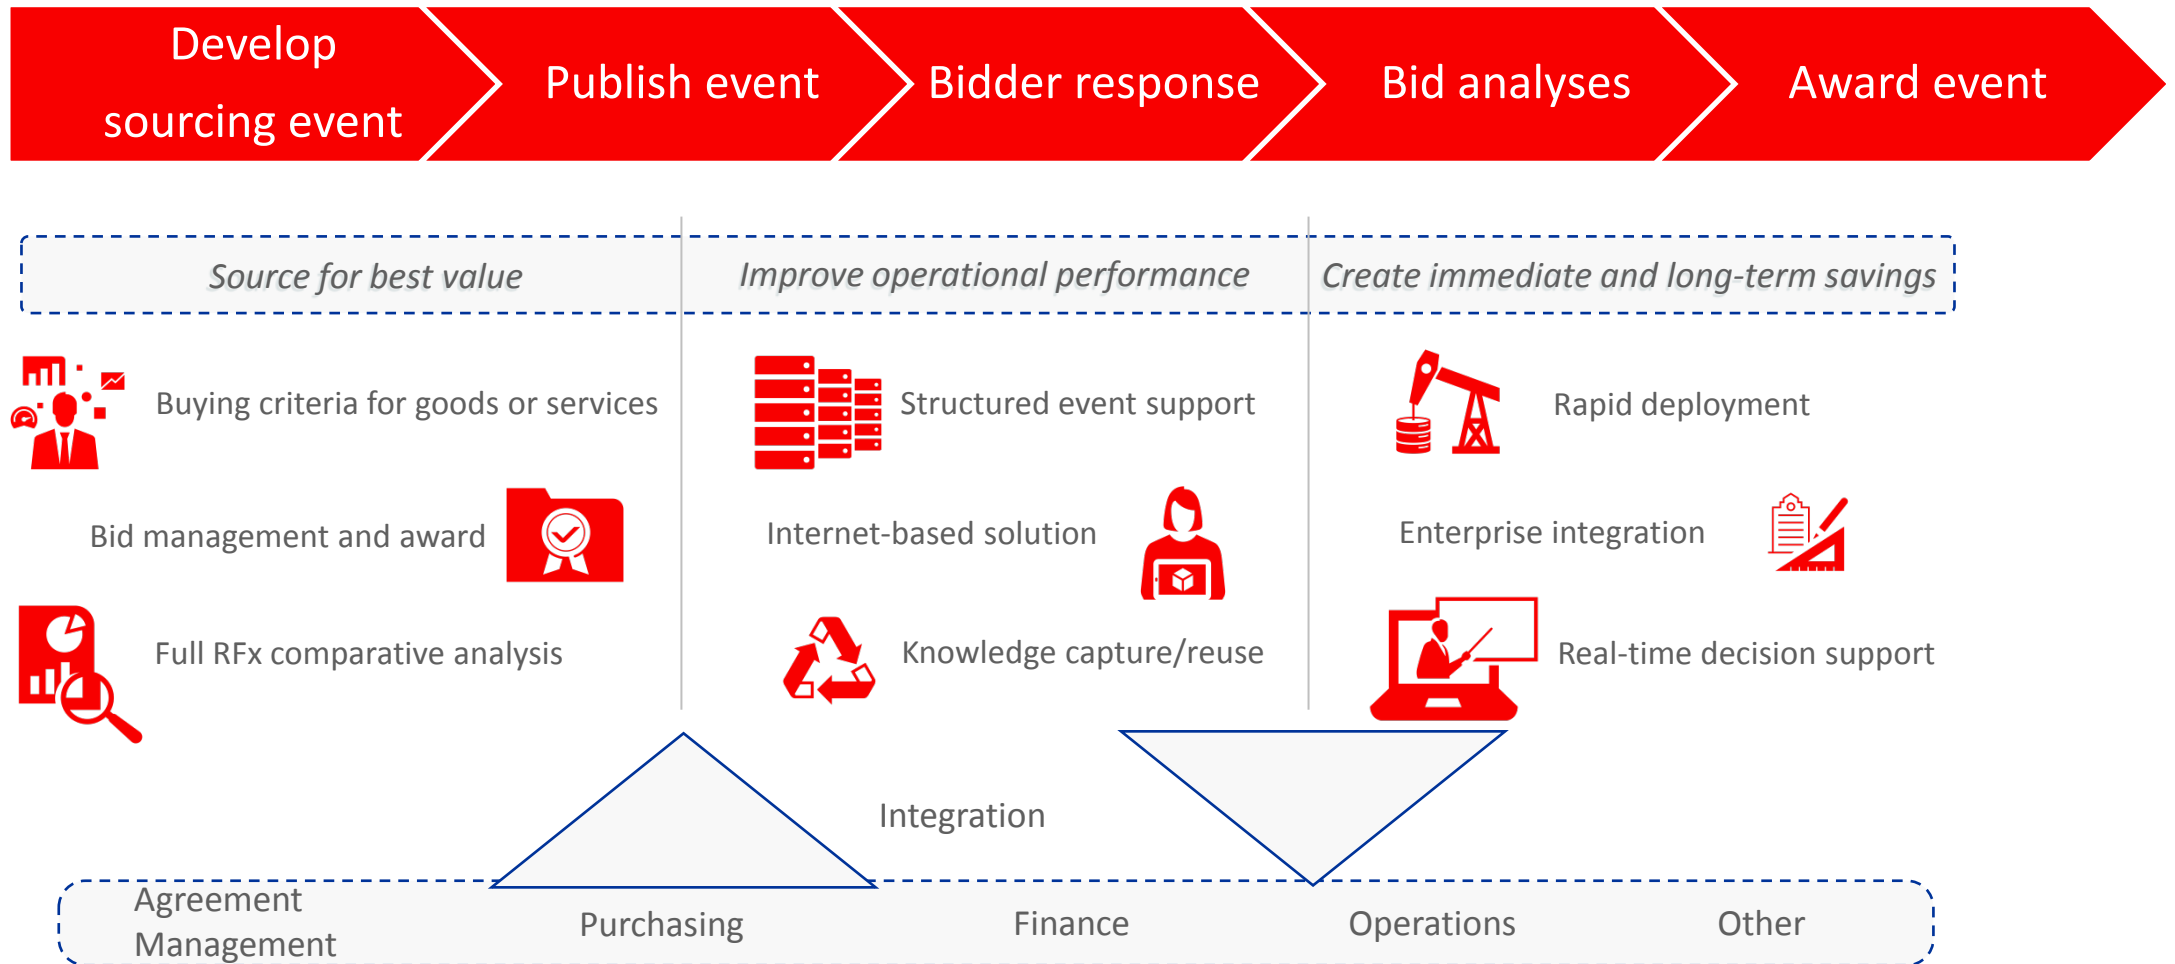 Develop
sourcing event
Publish event
Bidder response
Bid analyses
Award event
Source for best value
Improve operational performance
Create immediate and long-term savings
Buying criteria for goods or services
Structured event support
Rapid deployment
Bid management and award
Internet-based solution
Enterprise integration
Full RFx comparative analysis
Knowledge capture/reuse
Real-time decision support
Integration
Agreement
Management
Purchasing
Finance
Operations
Other